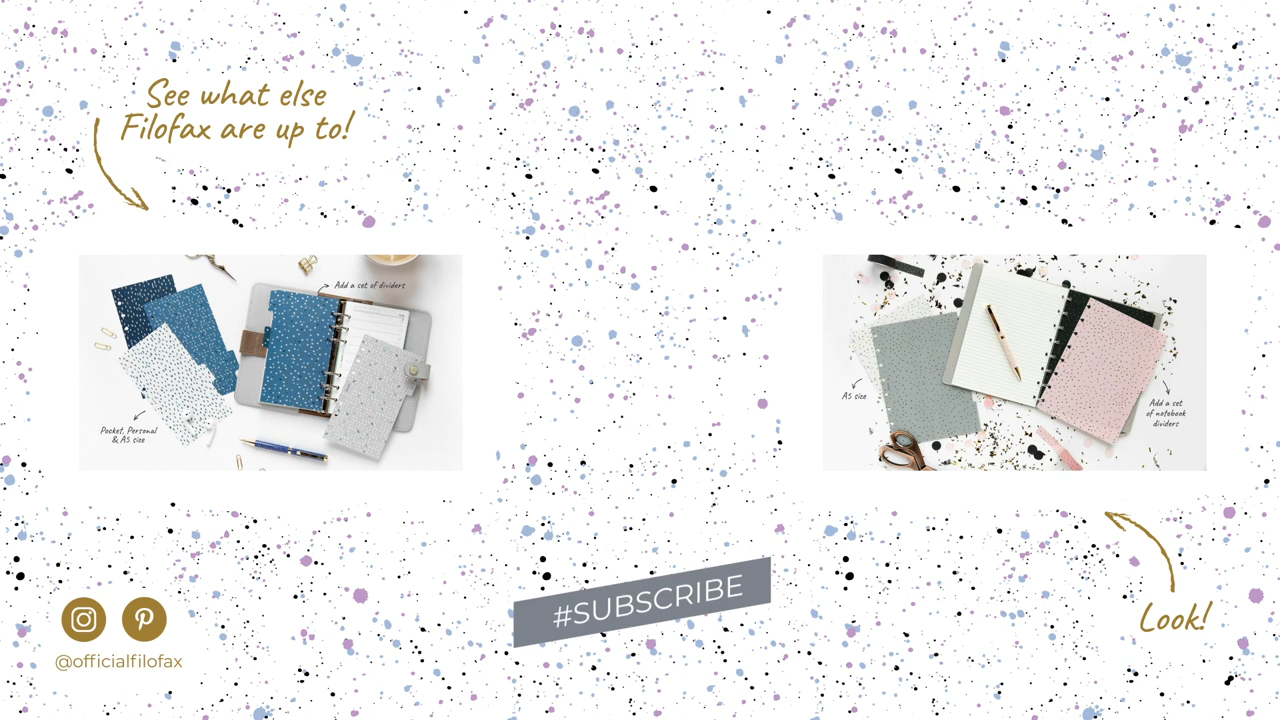 See what else
Filofax are up to!
Add a set of dividers
Pocket, Personal
& A5 size
A5 size
Add a set
of notebook
dividers
#SUBSCRIBE
Look!
@officialfilofax